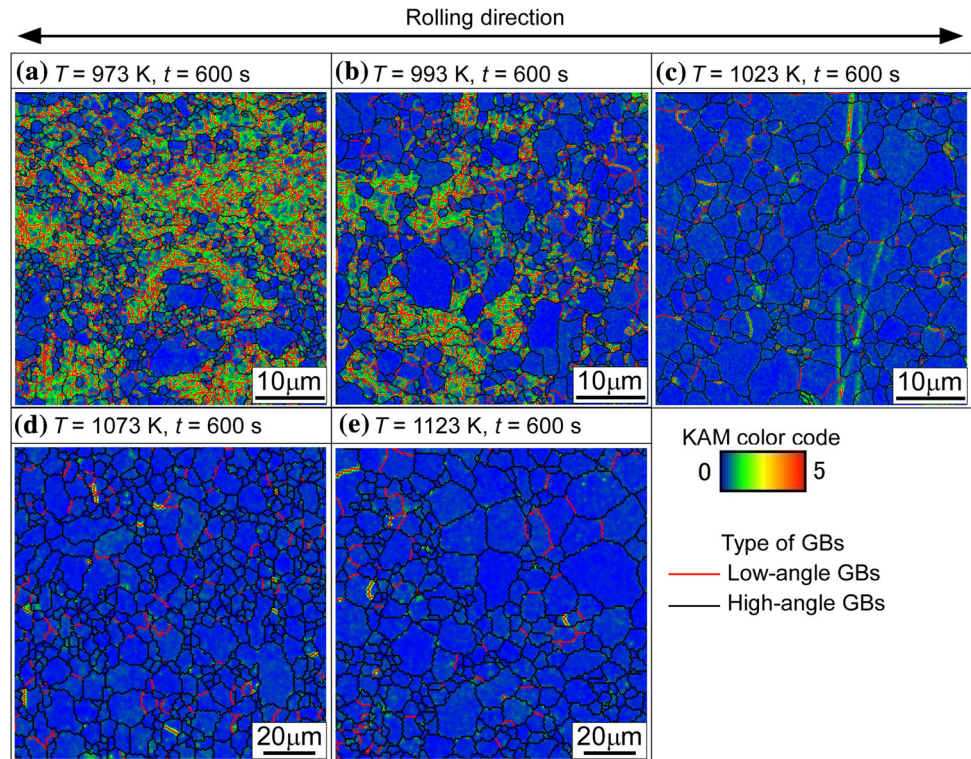 Rolling direction
(a) T = 973 K, t = 600 s
(b) T = 993 K, t = 600 s
(c) T = 1023 K, t = 600 s
10μm
10μm
10μm
(d) T = 1073 K, t = 600 s
(e) T = 1123 K, t = 600 s
20μm
20μm
KAM color code
0 5
Type of GBs
Low-angle GBs
High-angle GBs